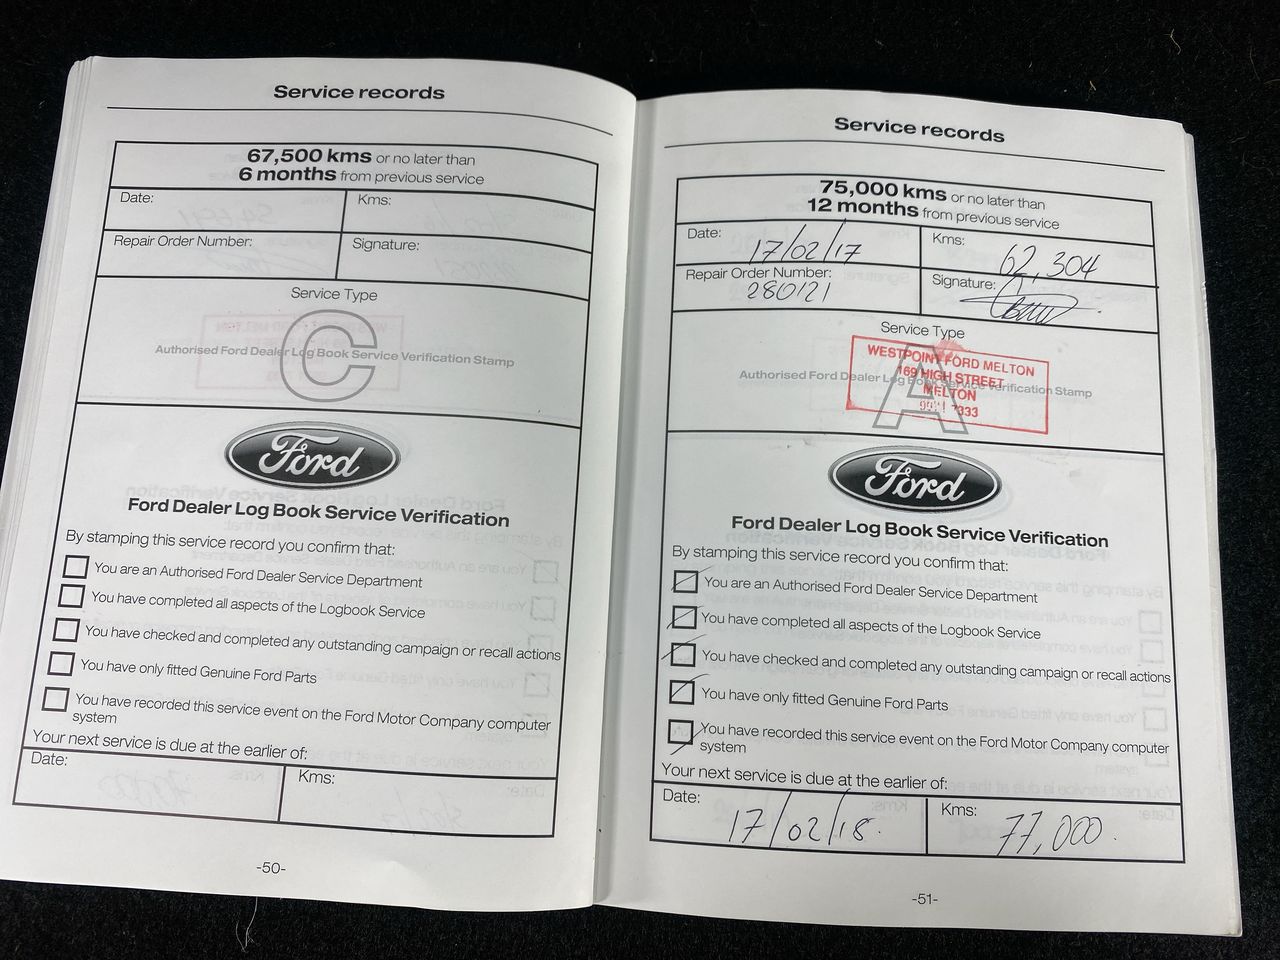 Service records
67,500 kms or no later than
6 months from previous service
Date:
Kms:
Repair Order Number:
Signature:
Service Type
C
Authorised Ford Dealer Log Book Service Verification Stamp
Ford
Ford Dealer Log Book Service Verification
By stamping this service record you confirm that:
You are an Authorised Ford Dealer Service Department
You have completed all aspects of the Logbook Service
You have checked and completed any outstanding campaign or recall actions
You have only fitted Genuine Ford Parts
You have recorded this service event on the Ford Motor Company computer
system
Your next service is due at the earlier of:
Date:
Kms:
-50-
Service records
75,000 kms or no later than
12 months from previous service
Date: 17/02/17
Kms: 62,304
Repair Order Number:
280121
Signature:
Service Type
A
WESTPOINT FORD MELTON
169 HIGH STREET
MELTON
7333
Authorised Ford Dealer Log Book Service Verification Stamp
Ford
Ford Dealer Log Book Service Verification
By stamping this service record you confirm that:
You are an Authorised Ford Dealer Service Department
You have completed all aspects of the Logbook Service
You have checked and completed any outstanding campaign or recall actions
You have only fitted Genuine Ford Parts
You have recorded this service event on the Ford Motor Company computer
system
Your next service is due at the earlier of:
Date: 17/02/18.
Kms: 77,000.
-51-